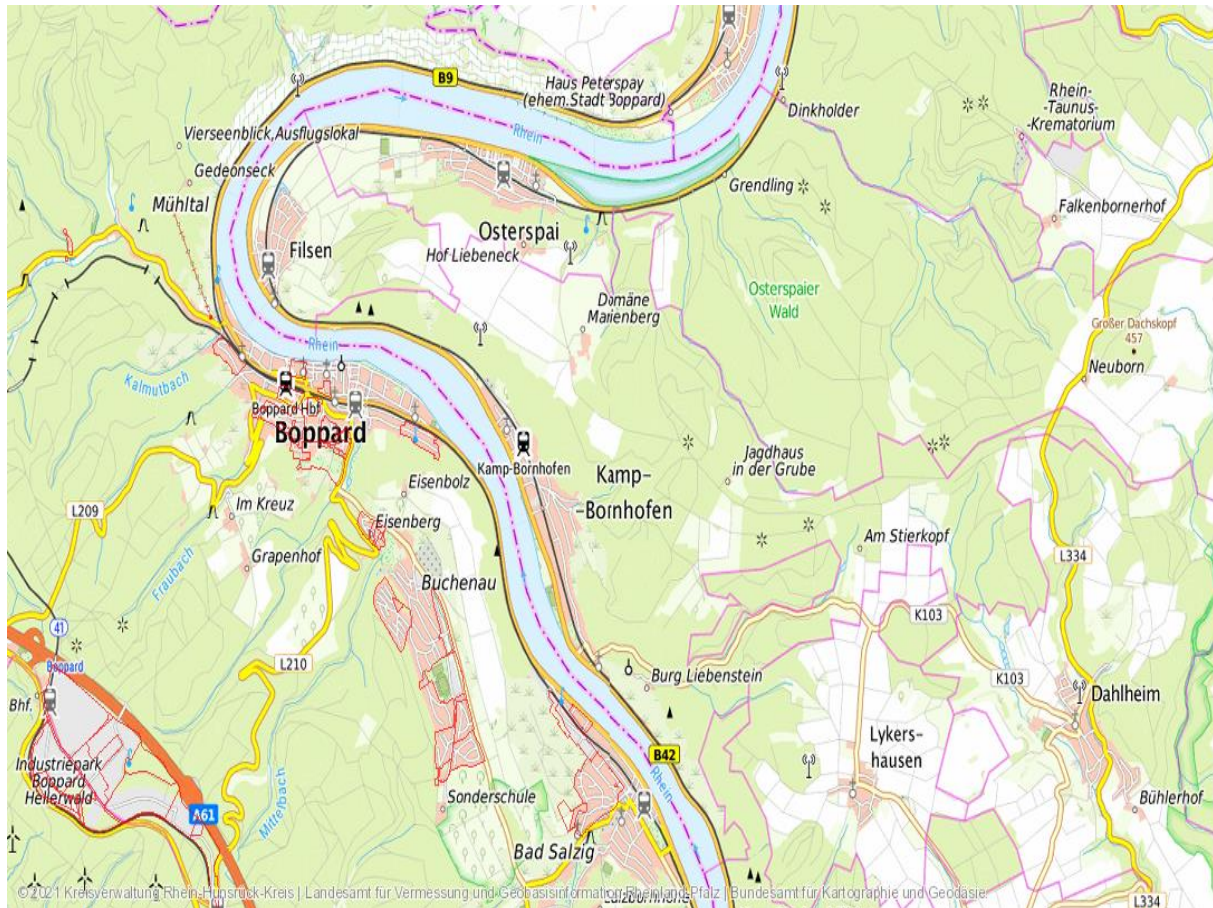 B9
Haus Peterspay
(ehem.Stadt Boppard)
Rhein
Dinkholder
Rhein-
-Taunus-
-Krematorium
Vierseenblick,Ausflugslokal
Gedeonseck
Mühltal
Grendling
Falkenbornerhof
Filsen
Osterspai
Hof Liebeneck
Osterspaier
Wald
Domäne
Marienberg
Großer Dachskopf
457
Neuborn
Rhein
Kalmutbach
Boppard Hbf
Boppard
Kamp-Bornhofen
Kamp-
-Bornhofen
Jagdhaus
in der Grube
Eisenbolz
L209
Im Kreuz
Eisenberg
Am Stierkopf
L334
Grapenhof
Fraubach
Buchenau
K103
41
Boppard
L210
Burg Liebenstein
K103
Dahlheim
Bhf.
B42
Lykers-
hausen
Industriepark
Boppard
Hellerwald
Rhein
A61
Mittelbach
Sonderschule
Bühlerhof
Bad Salzig
© 2021 Kreisverwaltung Rhein-Hunsrück-Kreis | Landesamt für Vermessung und Geobasisinformation Rheinland-Pfalz | Bundesamt für Kartographie und Geodäsie
L334